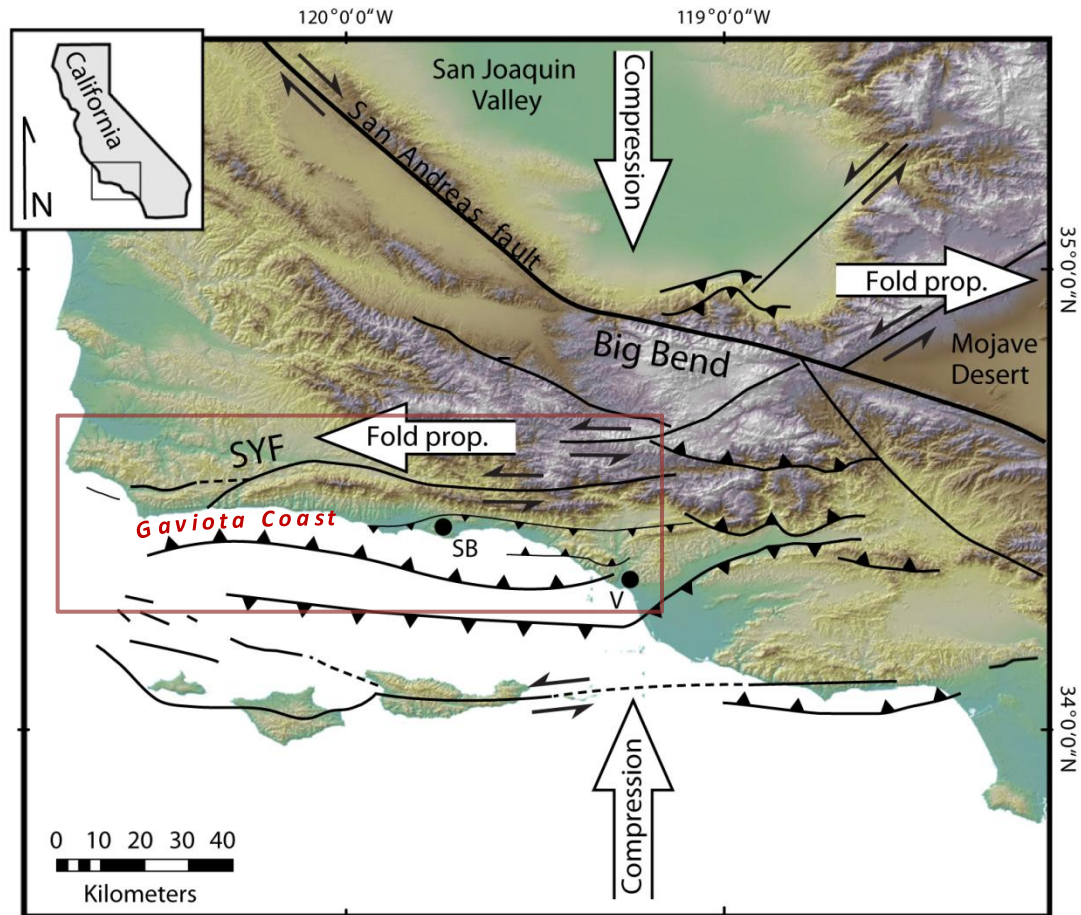 120°0'0"W
119°0'0"W
California
N
San Joaquin
Valley
Compression
San Andreas fault
35°0'0"N
Fold prop.
Big Bend
Mojave
Desert
Fold prop.
SYF
Gaviota Coast
SB
V
34°0'0"N
Compression
0 10 20 30 40
Kilometers